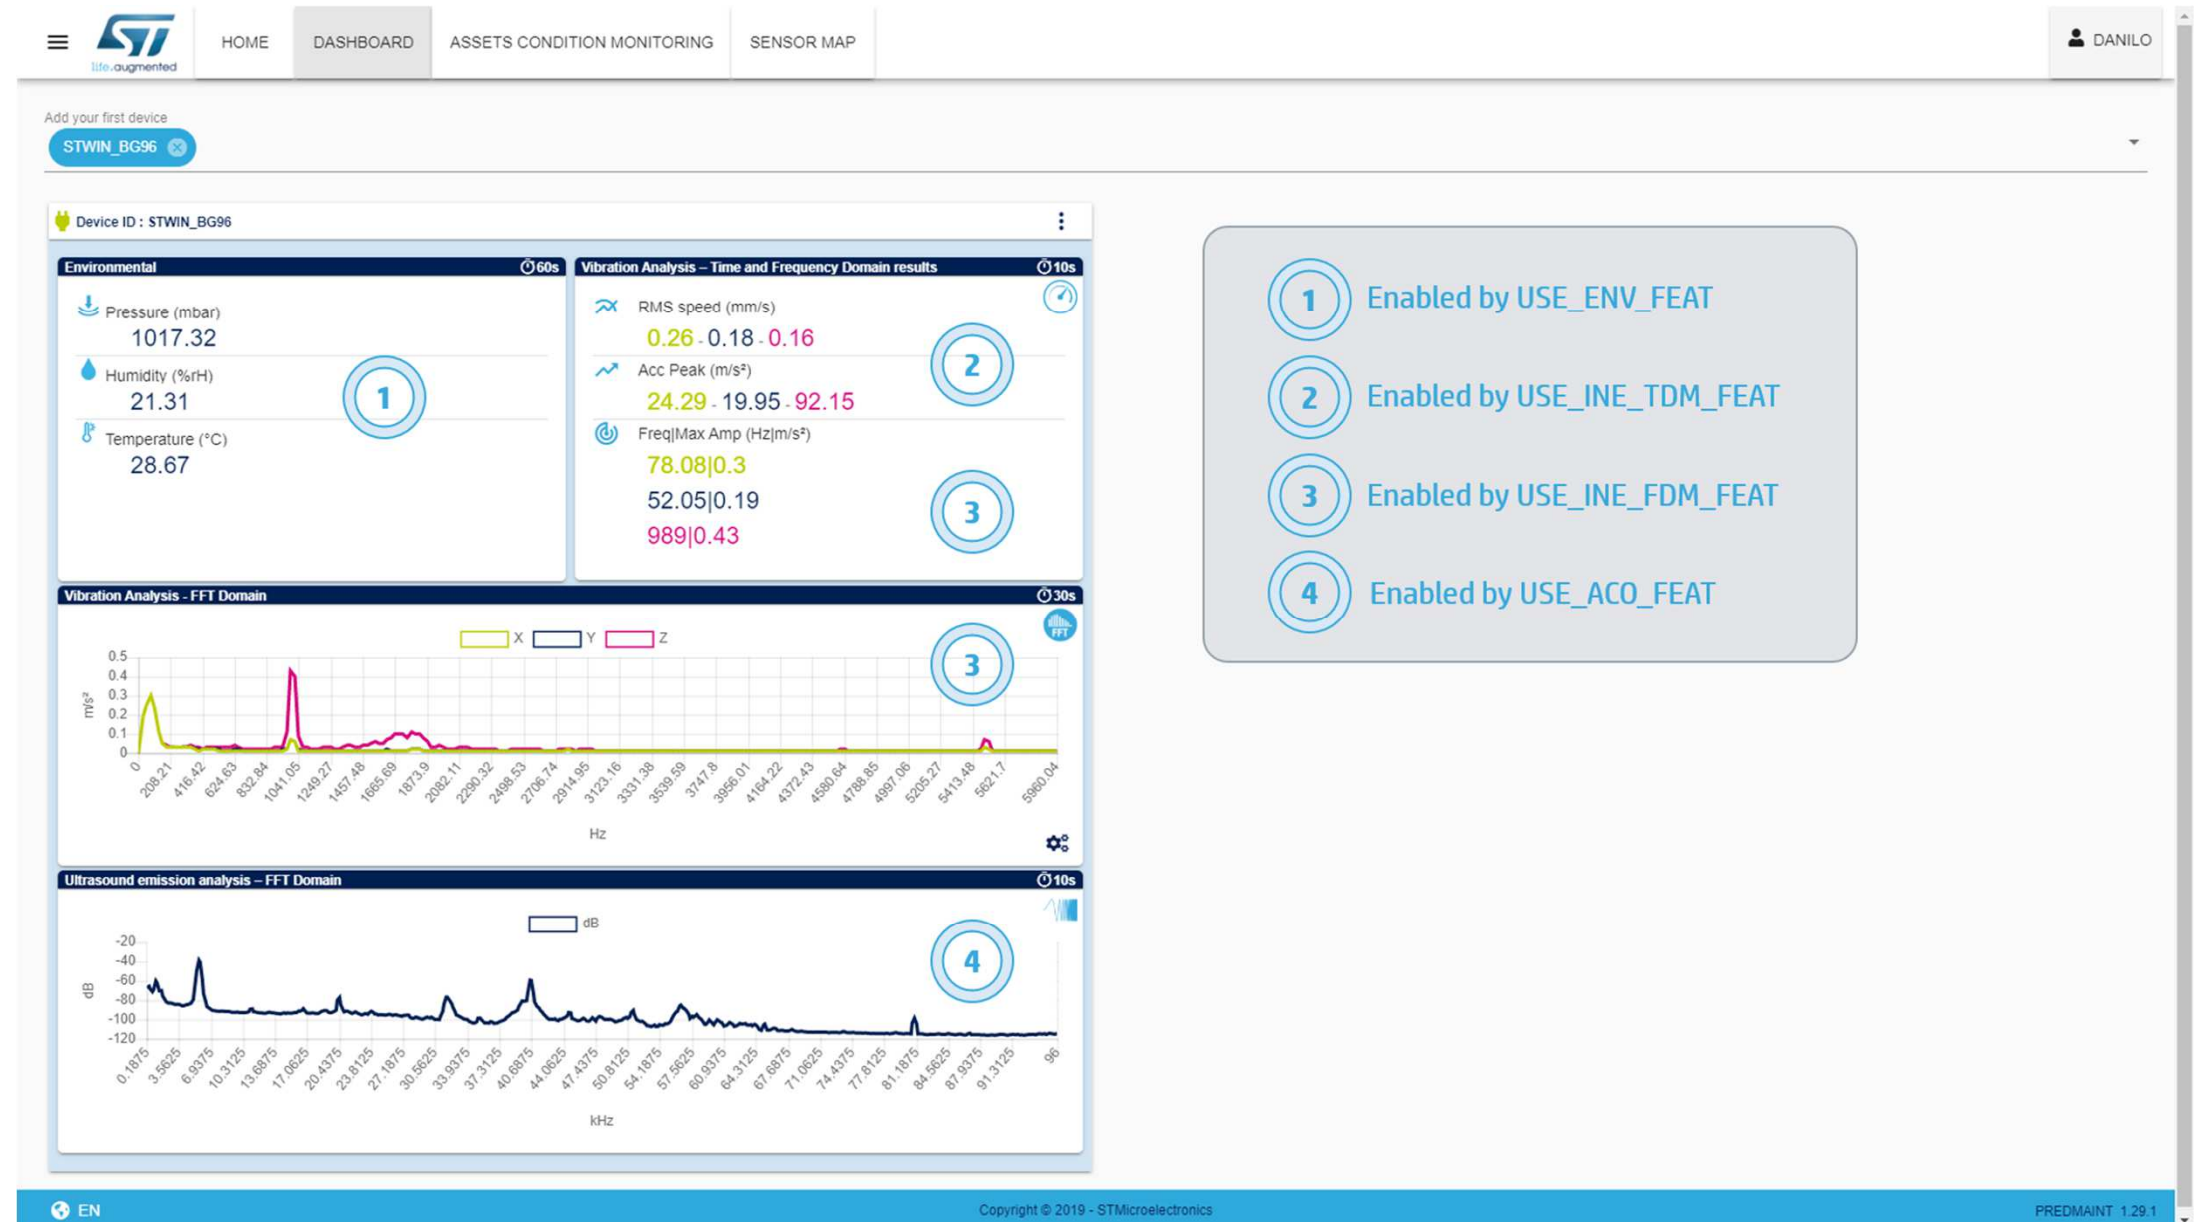 life.augmented
HOME
DASHBOARD
ASSETS CONDITION MONITORING
SENSOR MAP
DANILO
Add your first device
STWIN_BG96
Device ID : STWIN_BG96
Environmental
60s
Pressure (mbar)
1017.32
Humidity (%rH)
21.31
Temperature (°C)
28.67
1
Vibration Analysis – Time and Frequency Domain results
10s
RMS speed (mm/s)
0.26 - 0.18 - 0.16
Acc Peak (m/s²)
24.29 - 19.95 - 92.15
2
Freq|Max Amp (Hz|m/s²)
78.08|0.3
52.05|0.19
989|0.43
3
Vibration Analysis - FFT Domain
30s
FFT
X Y Z
3
0.5
0.4
0.3
0.2
0.1
0
m/s²
0 208.21 416.42 624.63 832.84 1041.05 1249.27 1457.48 1665.69 1873.9 2082.11 2290.32 2498.53 2706.74 2914.95 3123.16 3331.38 3539.59 3747.8 3956.01 4164.22 4372.43 4580.64 4788.85 4997.06 5205.27 5413.48 5621.7 5960.04
Hz
Ultrasound emission analysis – FFT Domain
10s
dB
4
-20
-40
-60
-80
-100
-120
dB
0.1875 3.5625 6.9375 10.3125 13.6875 17.0625 20.4375 23.8125 27.1875 30.5625 33.9375 37.3125 40.6875 44.0625 47.4375 50.8125 54.1875 57.5625 60.9375 64.3125 67.6875 71.0625 74.4375 77.8125 81.1875 84.5625 87.9375 91.3125 96
kHz
1 Enabled by USE_ENV_FEAT
2 Enabled by USE_INE_TDM_FEAT
3 Enabled by USE_INE_FDM_FEAT
4 Enabled by USE_ACO_FEAT
EN
Copyright © 2019 - STMicroelectronics
PREDMAINT 1.29.1